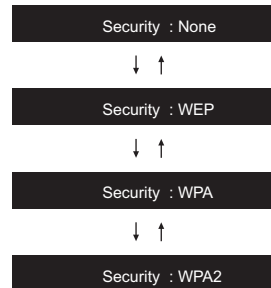 Security : None
↓ ↑
Security : WEP
↓ ↑
Security : WPA
↓ ↑
Security : WPA2